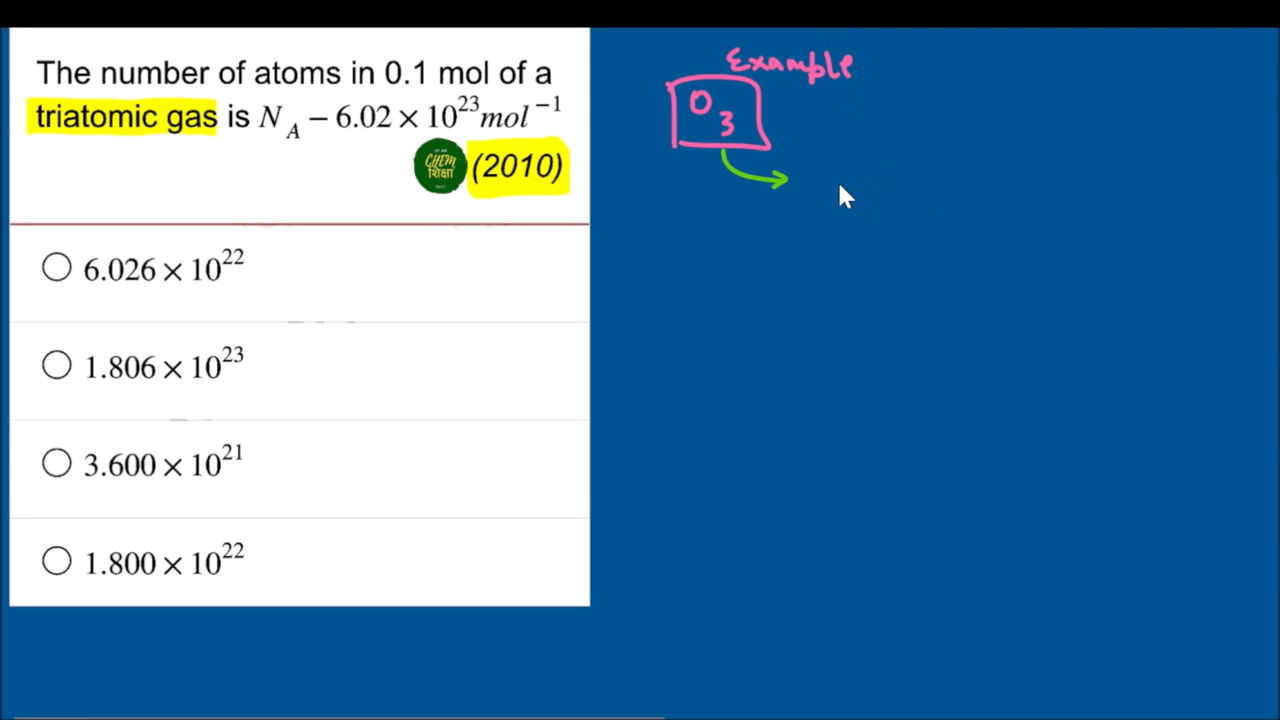 The number of atoms in 0.1 mol of a
triatomic gas is N_A – 6.02 × 10^23 mol^−1
CHEM
शिक्षा
(2010)
6.026 × 10^22
1.806 × 10^23
3.600 × 10^21
1.800 × 10^22
Example
O_3